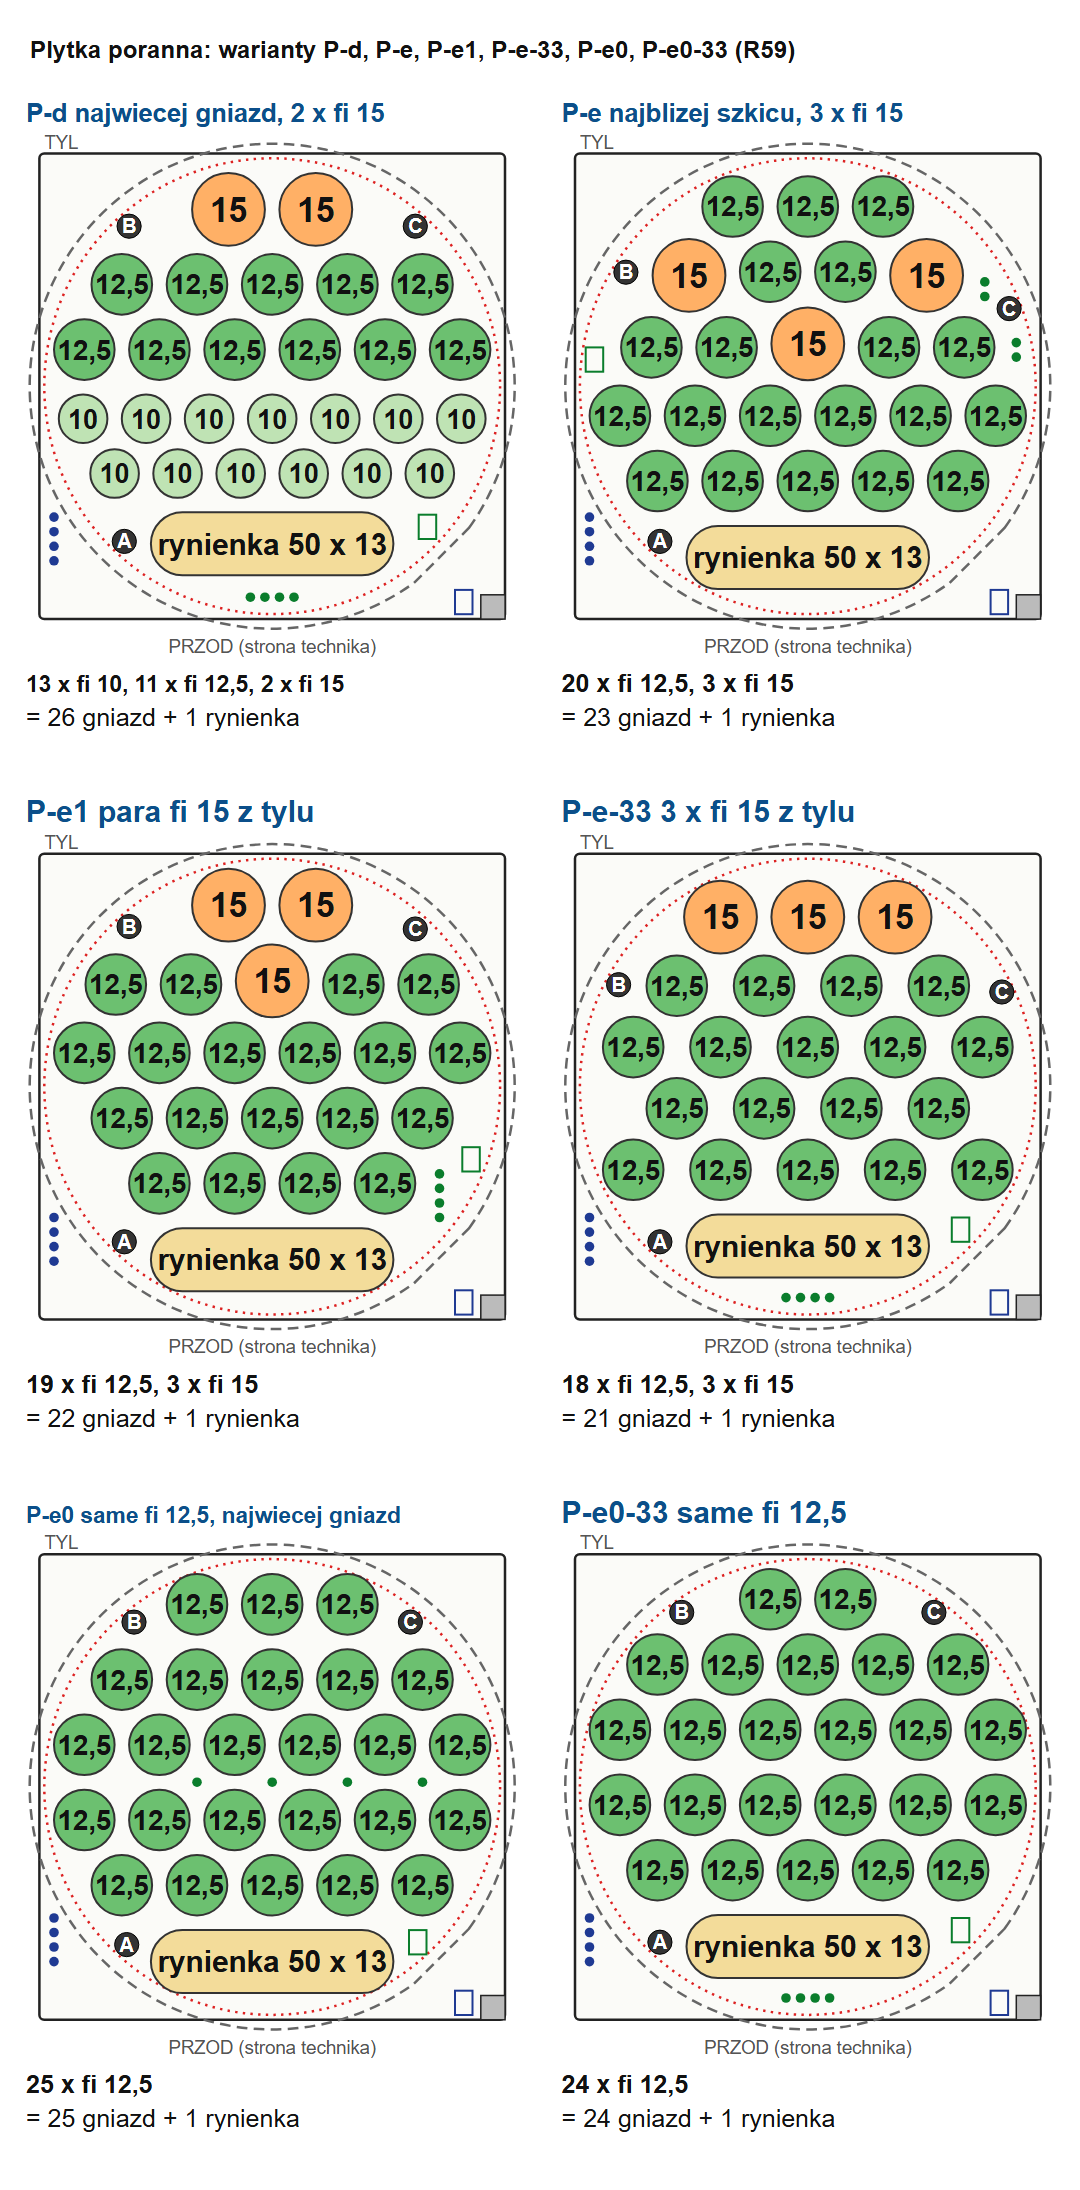 Plytka poranna: warianty P-d, P-e, P-e1, P-e-33, P-e0, P-e0-33 (R59)
P-d najwiecej gniazd, 2 x fi 15
TYL
15 15
B C
12,5 12,5 12,5 12,5 12,5
12,5 12,5 12,5 12,5 12,5 12,5
10 10 10 10 10 10 10
10 10 10 10 10 10
A rynienka 50 x 13
PRZOD (strona technika)
13 x fi 10, 11 x fi 12,5, 2 x fi 15
= 26 gniazd + 1 rynienka
P-e najblizej szkicu, 3 x fi 15
TYL
12,5 12,5 12,5
B 15 12,5 12,5 15
C
12,5 12,5 15 12,5 12,5
12,5 12,5 12,5 12,5 12,5 12,5
12,5 12,5 12,5 12,5 12,5
A rynienka 50 x 13
PRZOD (strona technika)
20 x fi 12,5, 3 x fi 15
= 23 gniazd + 1 rynienka
P-e1 para fi 15 z tylu
TYL
15 15
B C
12,5 12,5 15 12,5 12,5
12,5 12,5 12,5 12,5 12,5 12,5
12,5 12,5 12,5 12,5 12,5
12,5 12,5 12,5 12,5
A rynienka 50 x 13
PRZOD (strona technika)
19 x fi 12,5, 3 x fi 15
= 22 gniazd + 1 rynienka
P-e-33 3 x fi 15 z tylu
TYL
15 15 15
B 12,5 12,5 12,5 12,5 C
12,5 12,5 12,5 12,5 12,5
12,5 12,5 12,5 12,5
12,5 12,5 12,5 12,5 12,5
A rynienka 50 x 13
PRZOD (strona technika)
18 x fi 12,5, 3 x fi 15
= 21 gniazd + 1 rynienka
P-e0 same fi 12,5, najwiecej gniazd
TYL
12,5 12,5 12,5
B C
12,5 12,5 12,5 12,5 12,5
12,5 12,5 12,5 12,5 12,5 12,5
12,5 12,5 12,5 12,5 12,5 12,5
12,5 12,5 12,5 12,5 12,5
A rynienka 50 x 13
PRZOD (strona technika)
25 x fi 12,5
= 25 gniazd + 1 rynienka
P-e0-33 same fi 12,5
TYL
12,5 12,5
B C
12,5 12,5 12,5 12,5 12,5
12,5 12,5 12,5 12,5 12,5 12,5
12,5 12,5 12,5 12,5 12,5 12,5
12,5 12,5 12,5 12,5 12,5
A rynienka 50 x 13
PRZOD (strona technika)
24 x fi 12,5
= 24 gniazd + 1 rynienka